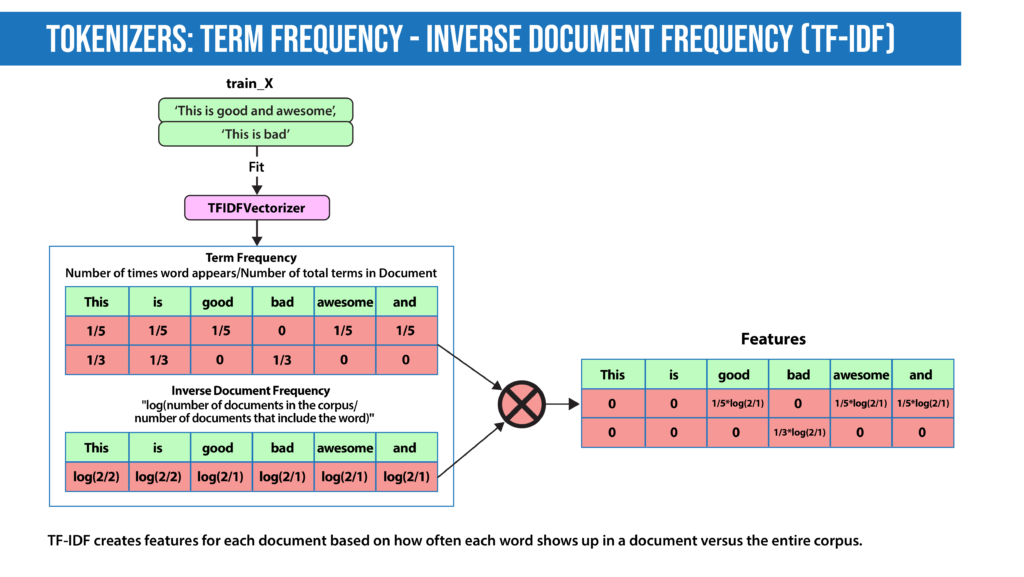 TOKENIZERS: TERM FREQUENCY - INVERSE DOCUMENT FREQUENCY (TF-IDF)
train_X
‘This is good and awesome’,
‘This is bad’
Fit
TFIDFVectorizer
Term Frequency
Number of times word appears/Number of total terms in Document
This is good bad awesome and
1/5 1/5 1/5 0 1/5 1/5
1/3 1/3 0 1/3 0 0
Inverse Document Frequency
"log(number of documents in the corpus/
number of documents that include the word)"
This is good bad awesome and
log(2/2) log(2/2) log(2/1) log(2/1) log(2/1) log(2/1)
Features
This is good bad awesome and
0 0 1/5*log(2/1) 0 1/5*log(2/1) 1/5*log(2/1)
0 0 0 1/3*log(2/1) 0 0
TF-IDF creates features for each document based on how often each word shows up in a document versus the entire corpus.